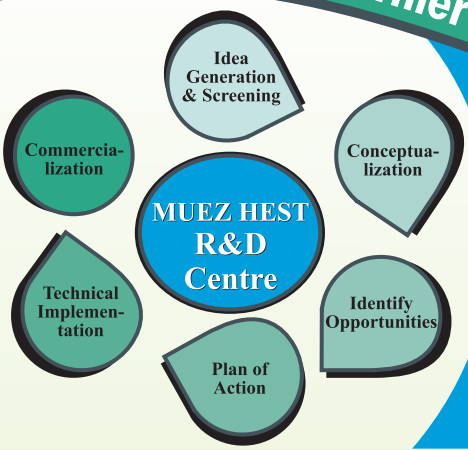 Idea
Generation
& Screening
Conceptua-
lization
Identify
Opportunities
Plan of
Action
Technical
Implemen-
tation
Commercia-
lization
MUEZ HEST
R&D
Centre